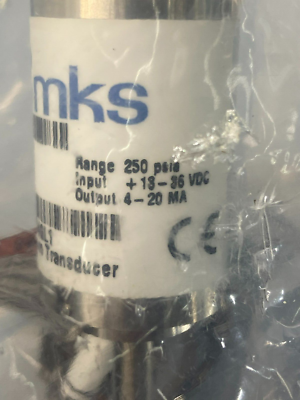 mks
Range 250 psia
Input +13-36 VDC
Output 4-20 MA
Transducer
CE